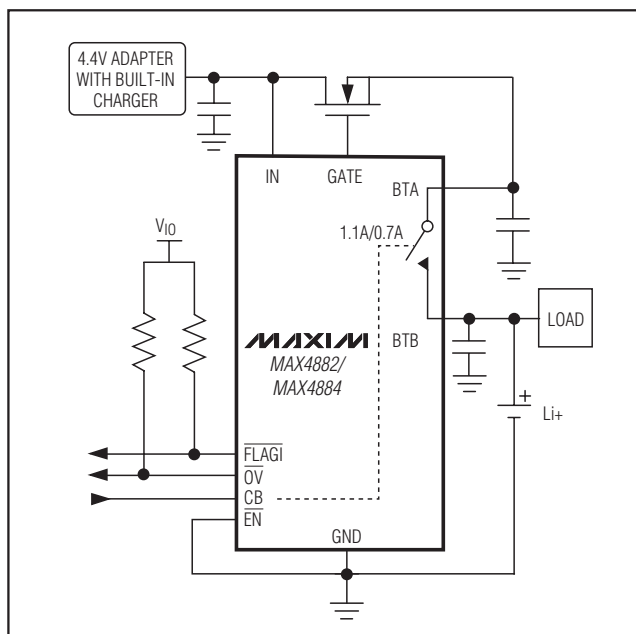 4.4V ADAPTER
WITH BUILT-IN
CHARGER
IN
GATE
BTA
1.1A/0.7A
VIO
LOAD
MAXIM
MAX4882/
MAX4884
BTB
+
Li+
FLAGI
OV
CB
EN
GND